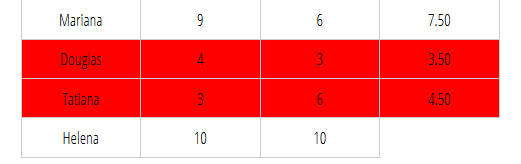 Mariana 9 6 7.50
Douglas 4 3 3.50
Tatiana 3 6 4.50
Helena 10 10